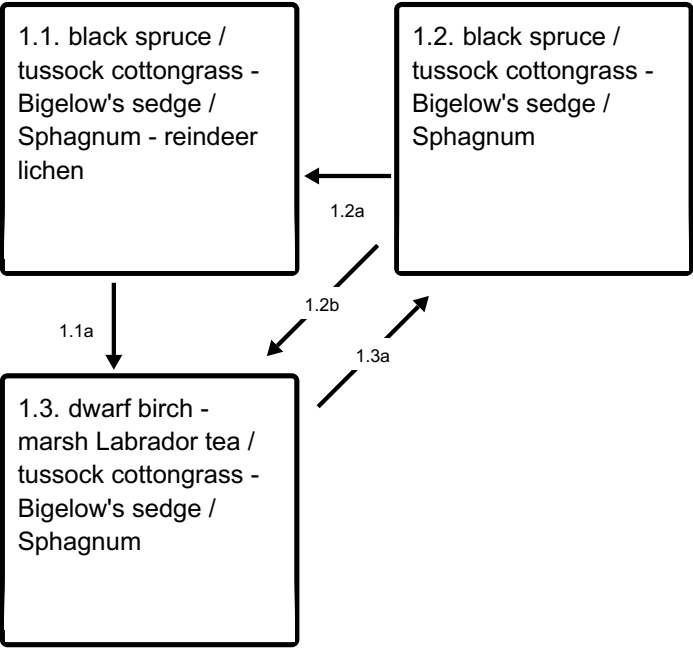 1.1. black spruce /
tussock cottongrass -
Bigelow's sedge /
Sphagnum - reindeer
lichen
1.2. black spruce /
tussock cottongrass -
Bigelow's sedge /
Sphagnum
1.2a
1.2b
1.1a
1.3a
1.3. dwarf birch -
marsh Labrador tea /
tussock cottongrass -
Bigelow's sedge /
Sphagnum